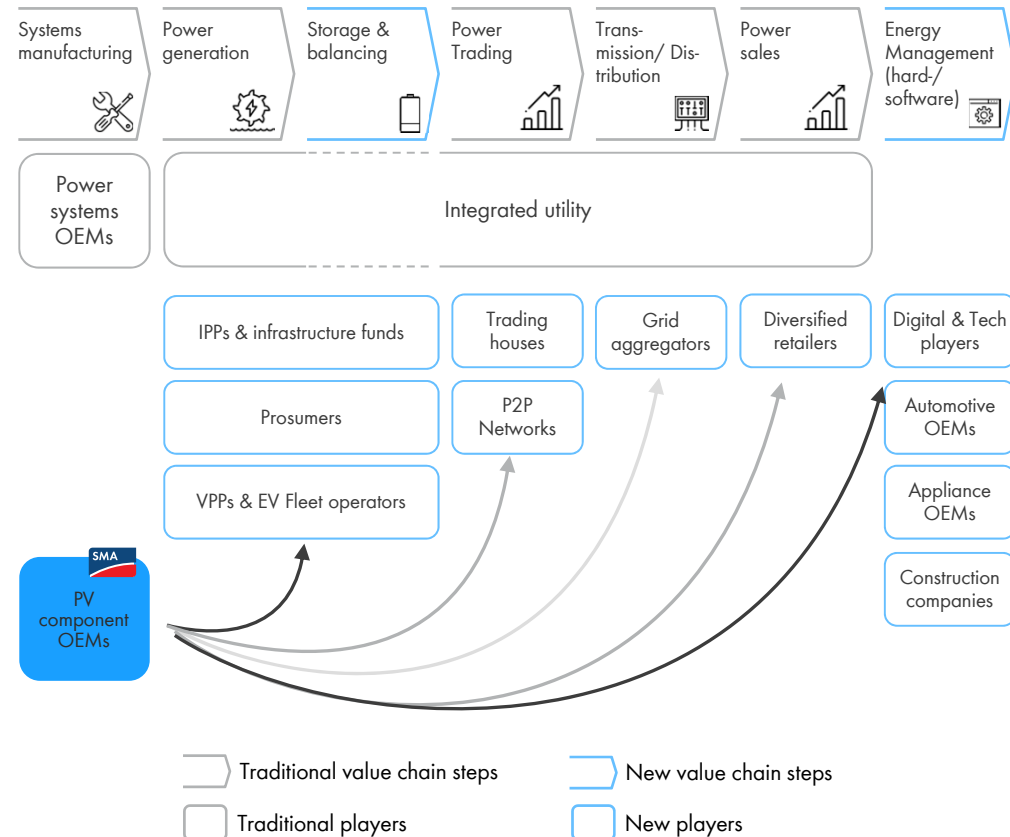 Systems
manufacturing
Power
generation
Storage &
balancing
Power
Trading
Trans-
mission/ Dis-
tribution
Power
sales
Energy
Management
(hard-/
software)
Power
systems
OEMs
Integrated utility
IPPs & infrastructure funds
Trading
houses
Grid
aggregators
Diversified
retailers
Digital & Tech
players
Prosumers
P2P
Networks
Automotive
OEMs
VPPs & EV Fleet operators
Appliance
OEMs
SMA
PV
component
OEMs
Construction
companies
Traditional value chain steps
New value chain steps
Traditional players
New players